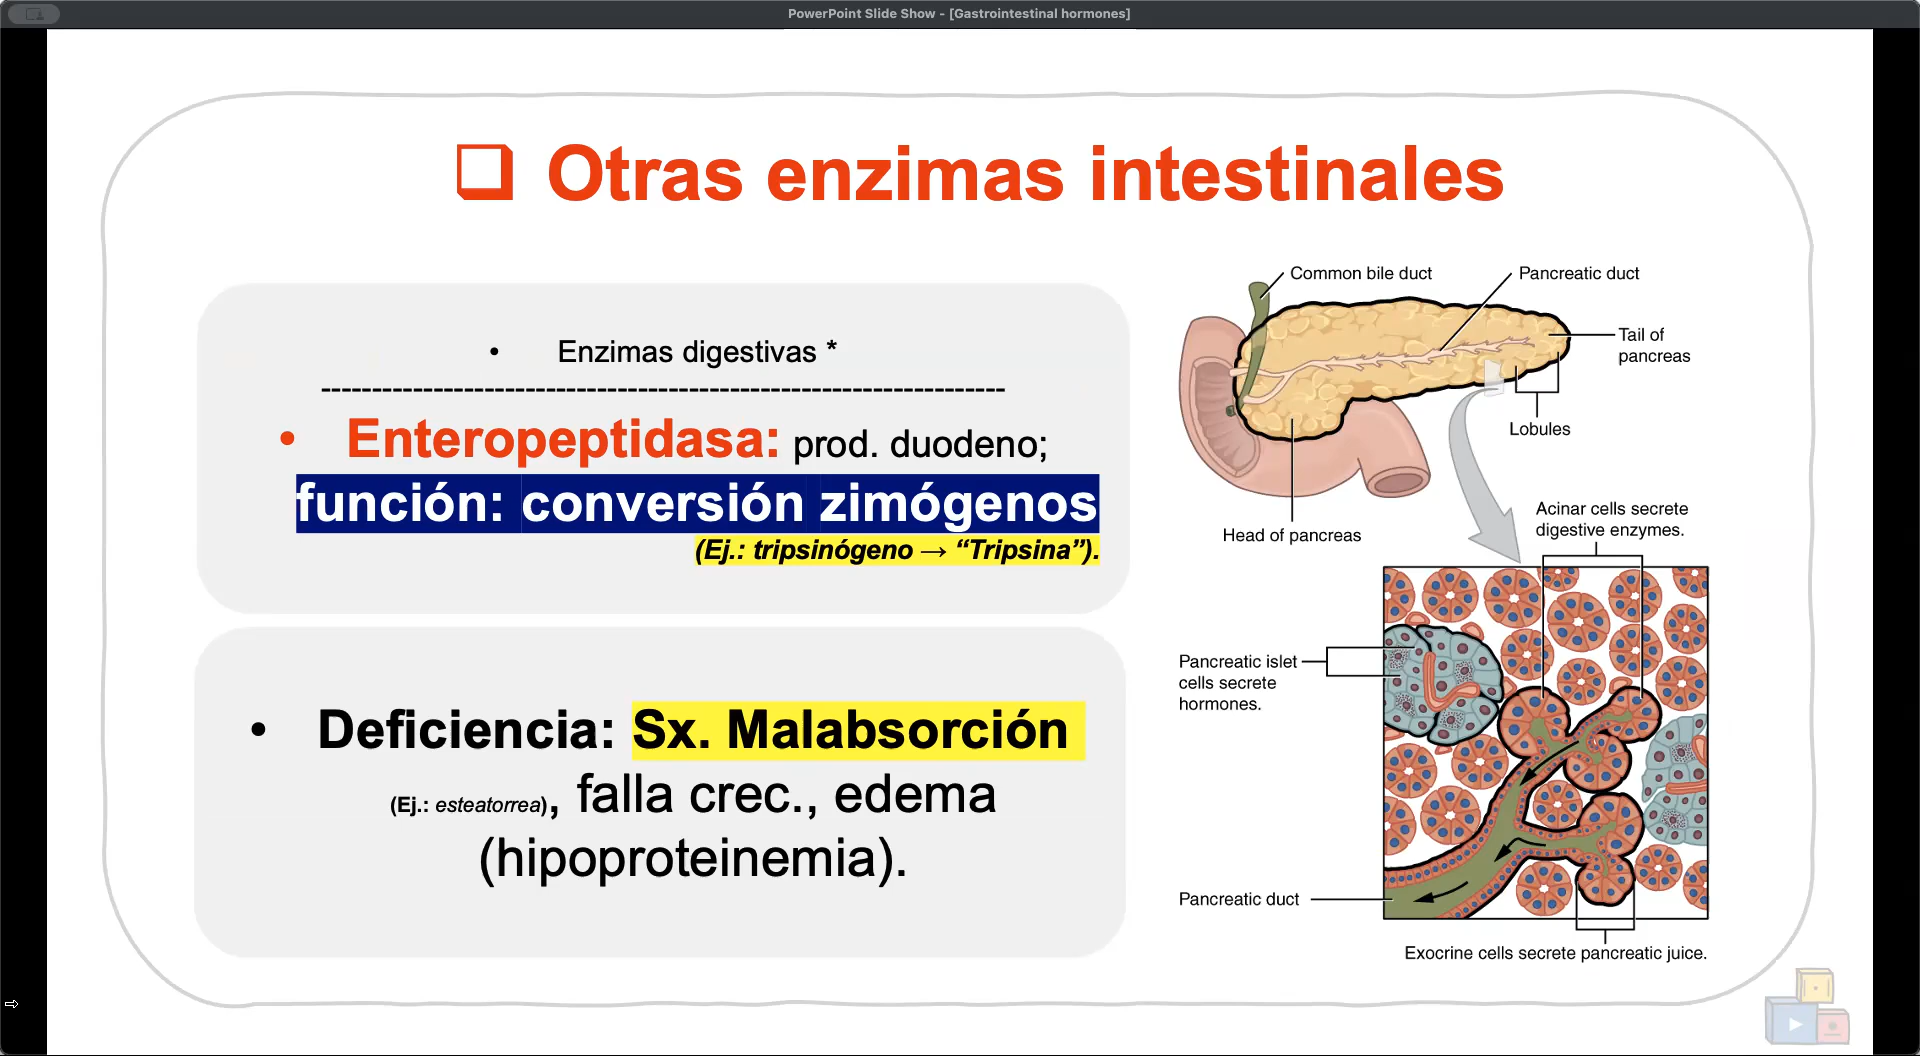 PowerPoint Slide Show - [Gastrointestinal hormones]
❑ Otras enzimas intestinales
• Enzimas digestivas *
--------------------------------------------------------------------
• Enteropeptidasa: prod. duodeno;
función: conversión zimógenos
(Ej.: tripsinógeno → “Tripsina”).
• Deficiencia: Sx. Malabsorción
(Ej.: esteatorrea), falla crec., edema
(hipoproteinemia).
Common bile duct
Pancreatic duct
Tail of
pancreas
Lobules
Head of pancreas
Acinar cells secrete
digestive enzymes.
Pancreatic islet
cells secrete
hormones.
Pancreatic duct
Exocrine cells secrete pancreatic juice.